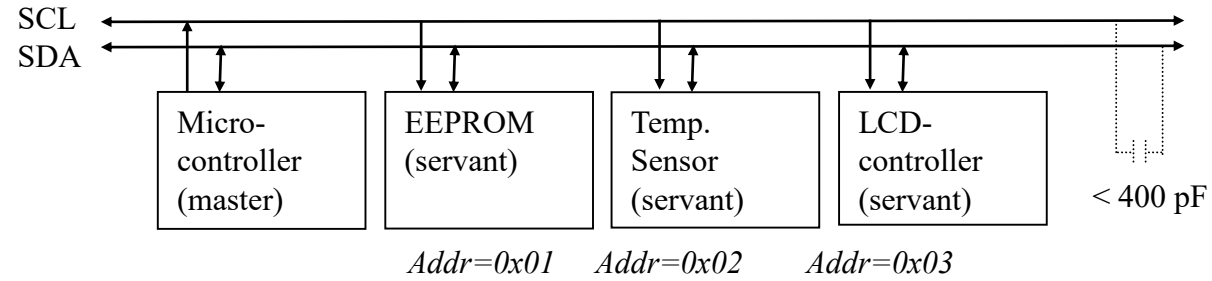 SCL
SDA
Micro-
controller
(master)
EEPROM
(servant)
Temp.
Sensor
(servant)
LCD-
controller
(servant)
< 400 pF
Addr=0x01
Addr=0x02
Addr=0x03